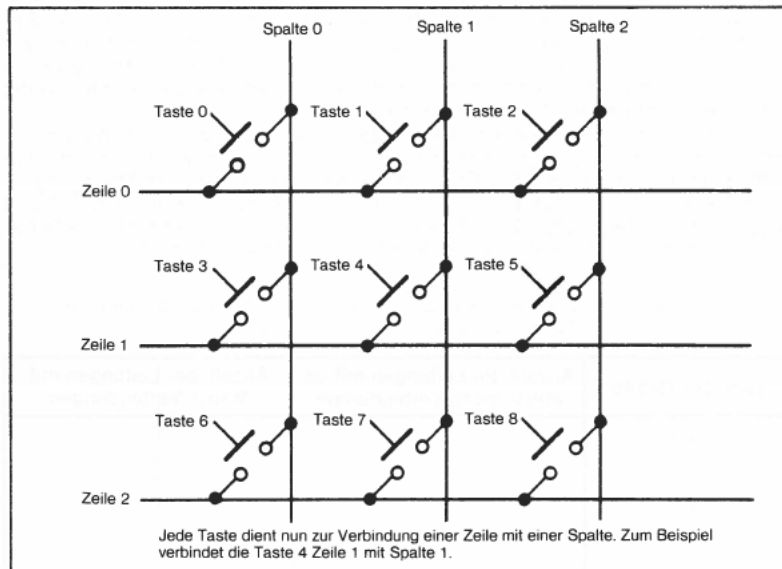 Spalte 0 Spalte 1 Spalte 2
Taste 0 Taste 1 Taste 2
Zeile 0
Taste 3 Taste 4 Taste 5
Zeile 1
Taste 6 Taste 7 Taste 8
Zeile 2
Jede Taste dient nun zur Verbindung einer Zeile mit einer Spalte. Zum Beispiel
verbindet die Taste 4 Zeile 1 mit Spalte 1.